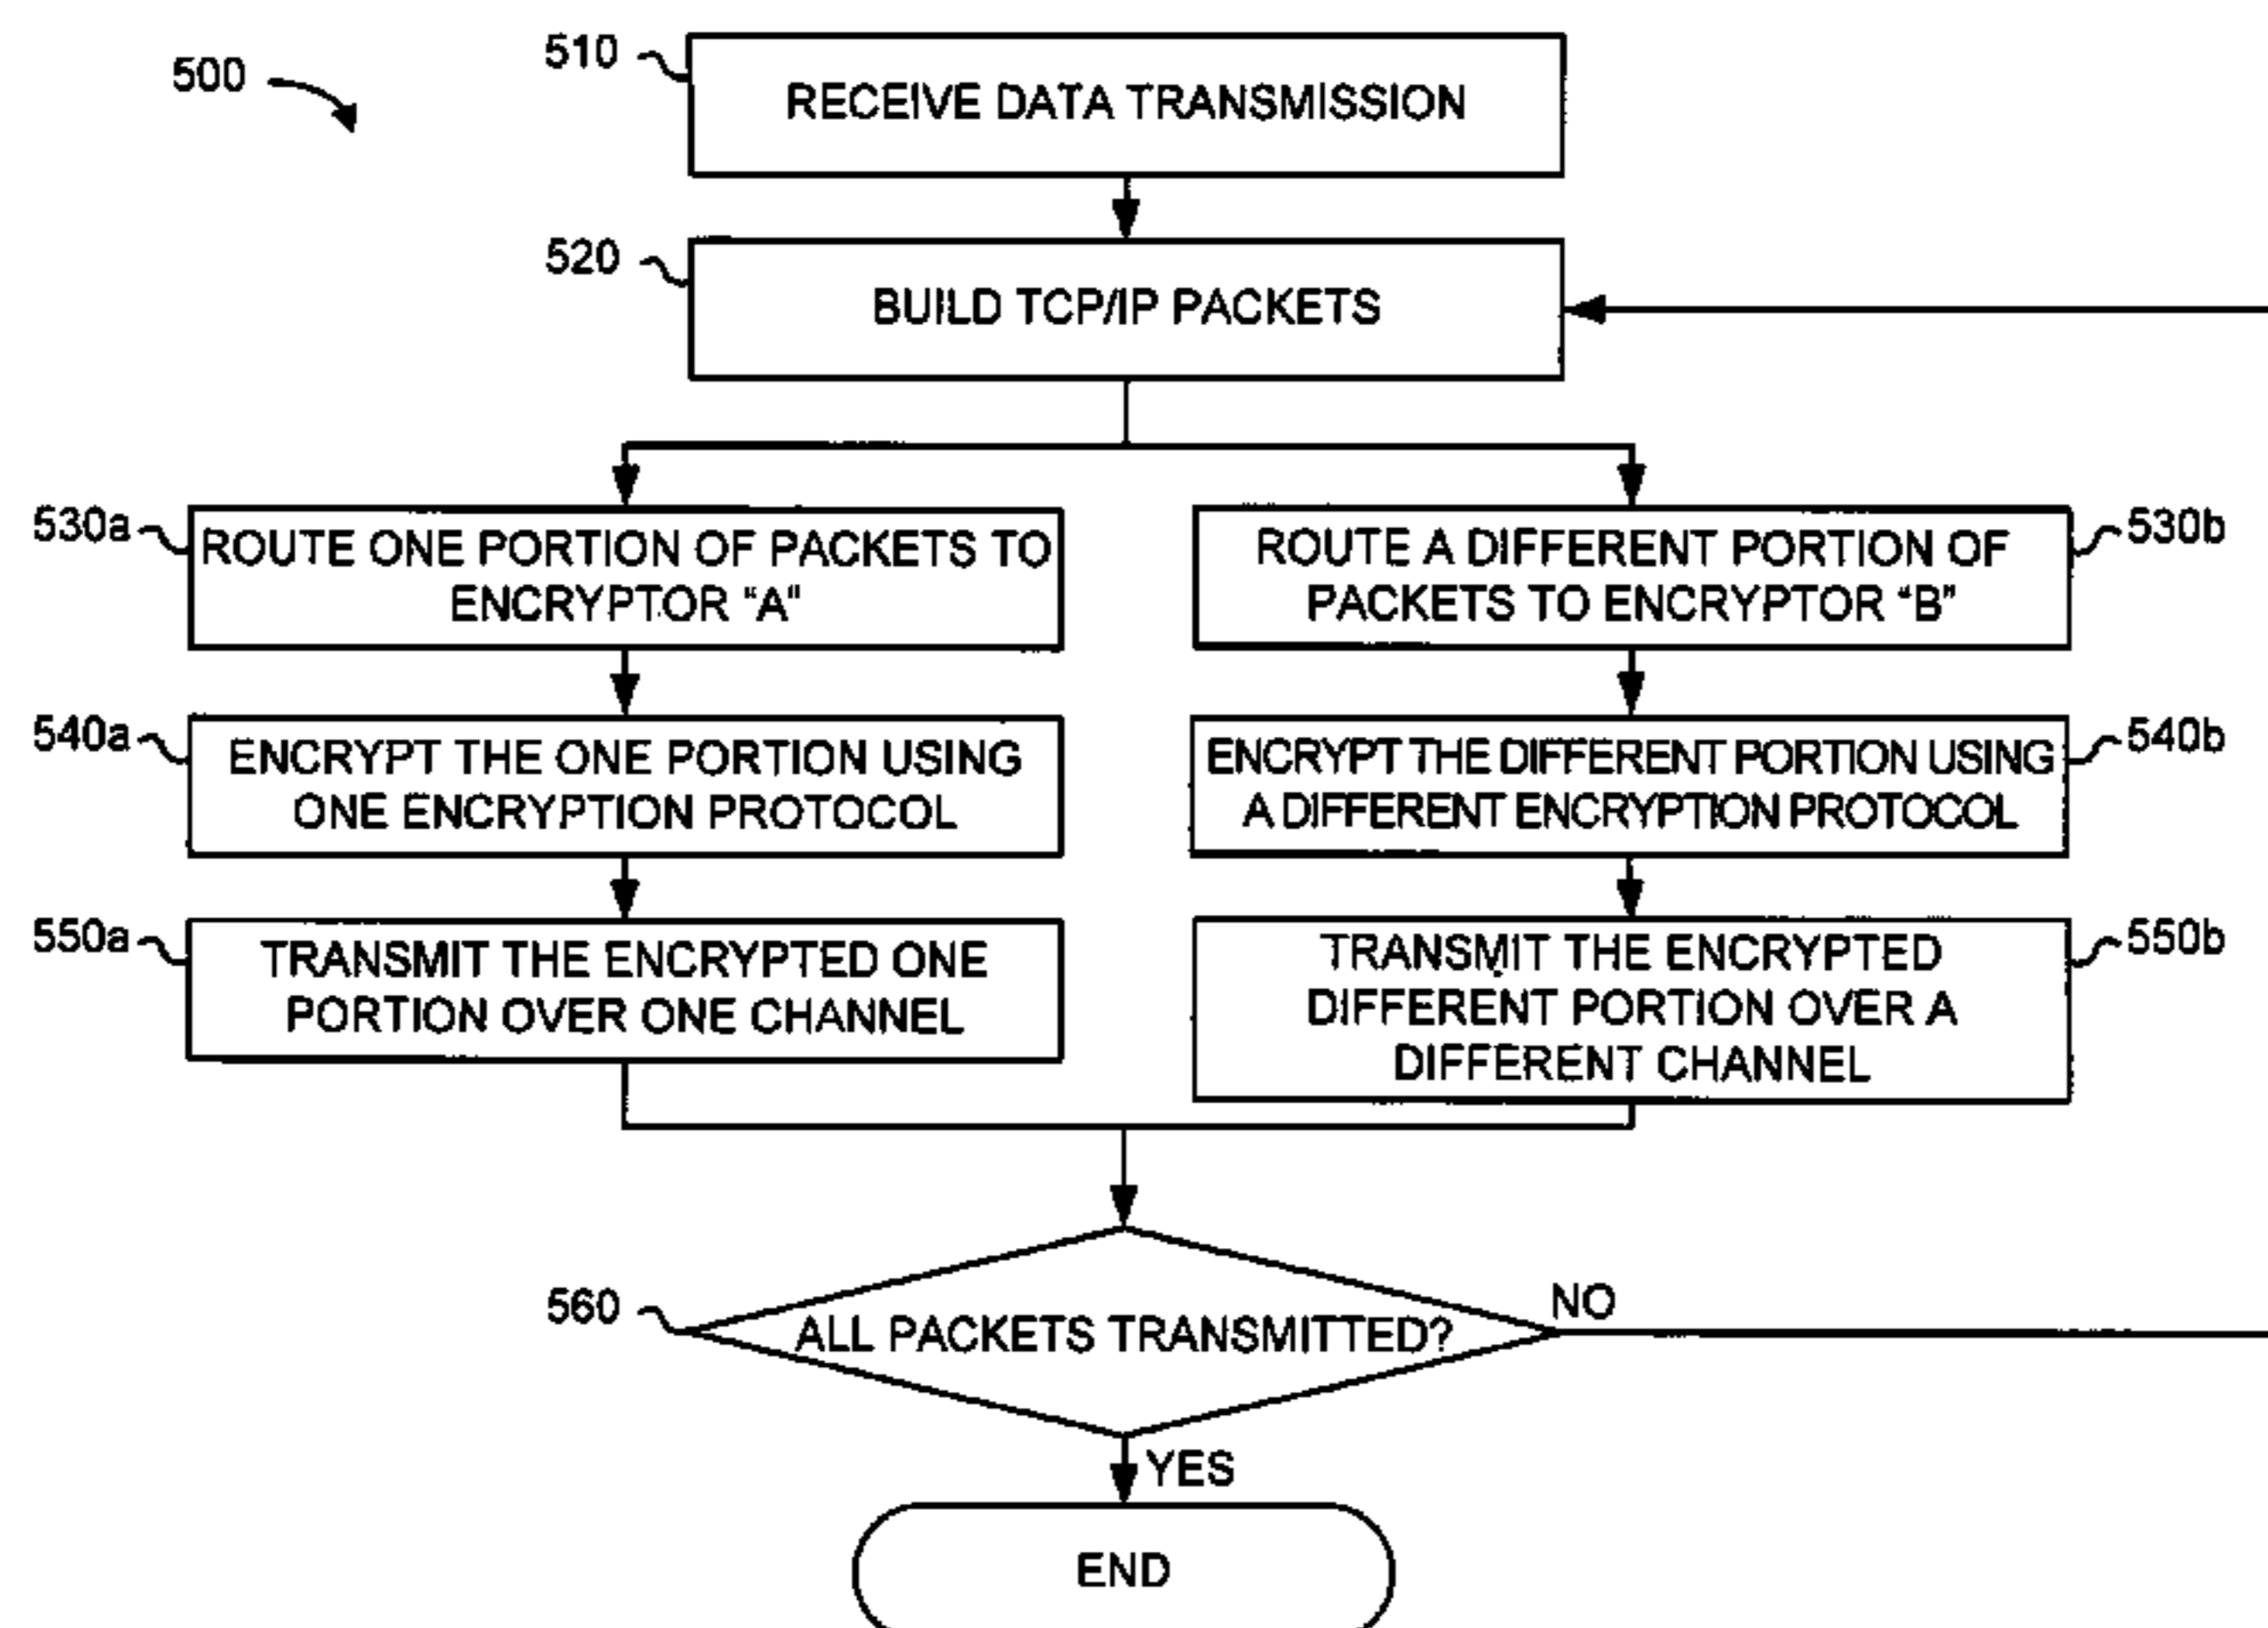 500
510
RECEIVE DATA TRANSMISSION
520
BUILD TCP/IP PACKETS
530a
ROUTE ONE PORTION OF PACKETS TO
ENCRYPTOR "A"
ROUTE A DIFFERENT PORTION OF
PACKETS TO ENCRYPTOR "B"
530b
540a
ENCRYPT THE ONE PORTION USING
ONE ENCRYPTION PROTOCOL
ENCRYPT THE DIFFERENT PORTION USING
A DIFFERENT ENCRYPTION PROTOCOL
540b
550a
TRANSMIT THE ENCRYPTED ONE
PORTION OVER ONE CHANNEL
TRANSMIT THE ENCRYPTED
DIFFERENT PORTION OVER A
DIFFERENT CHANNEL
550b
560
ALL PACKETS TRANSMITTED?
NO
YES
END